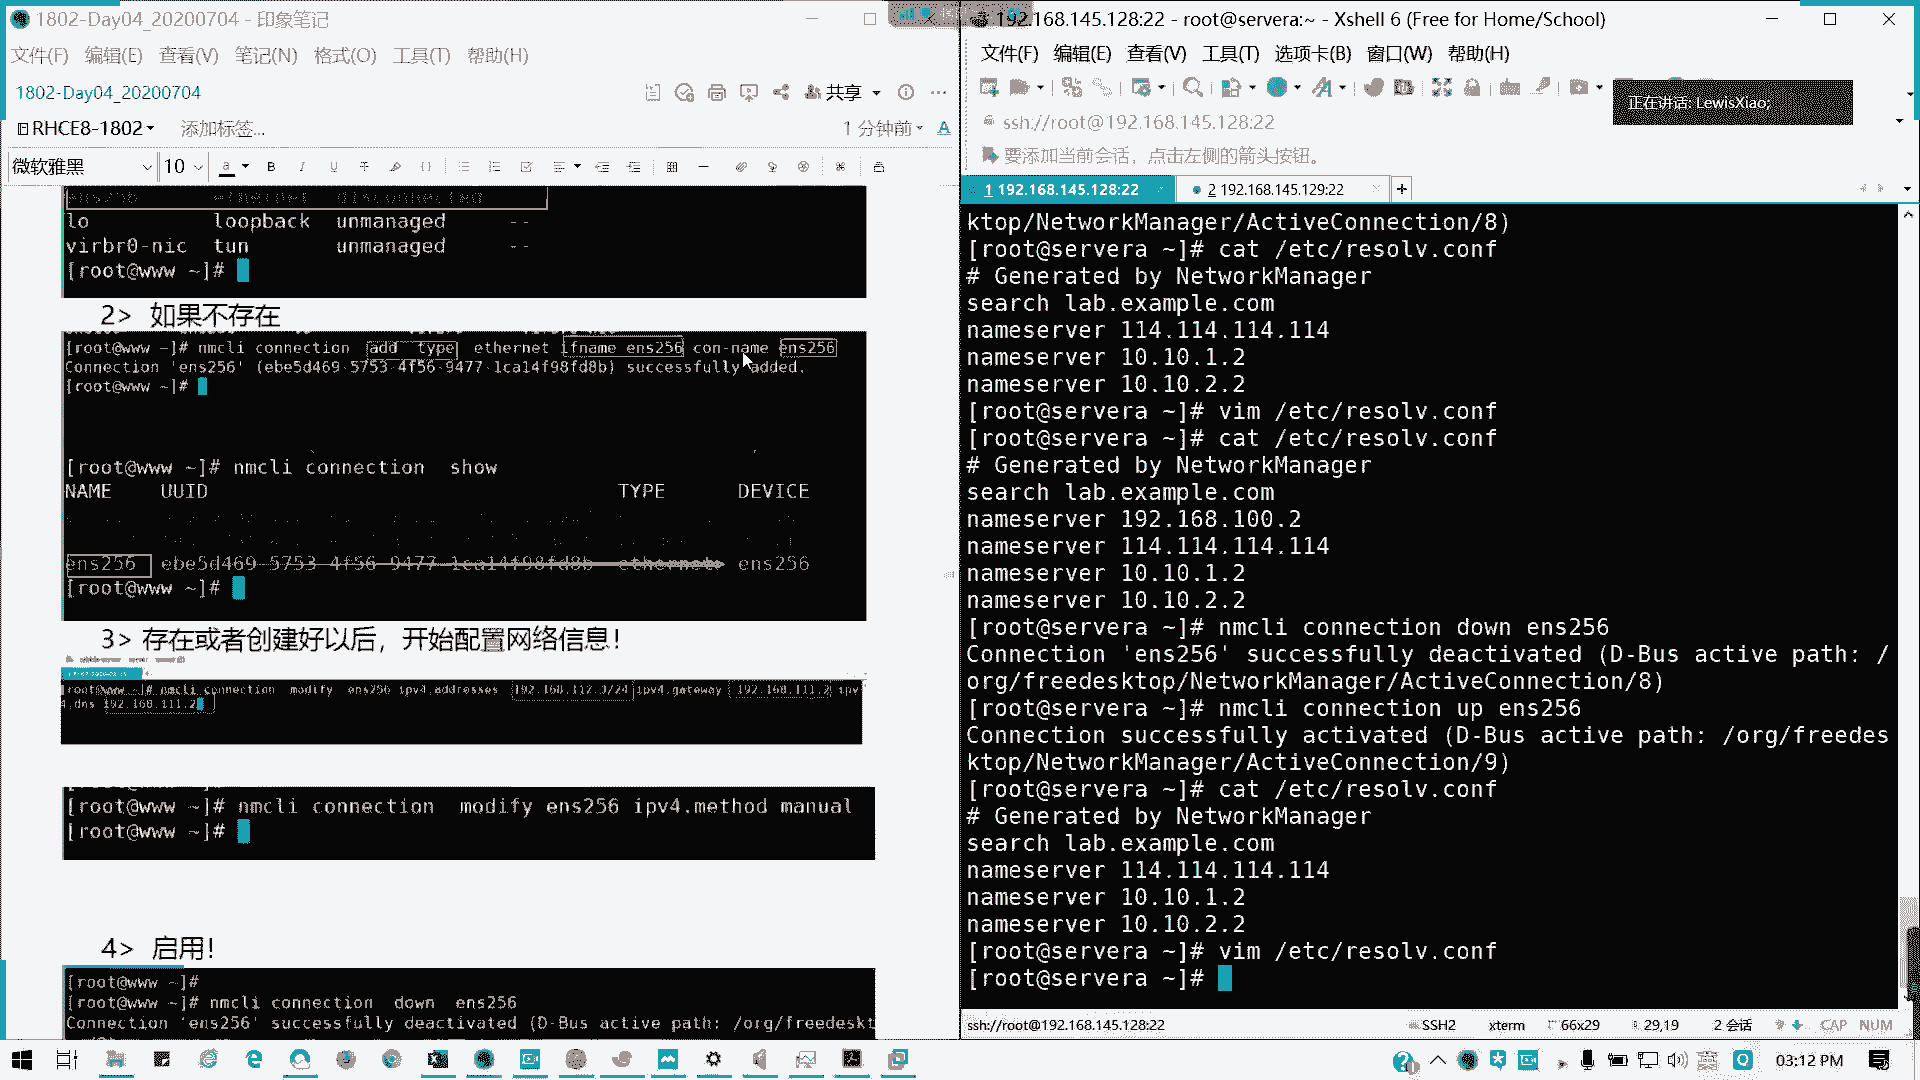 1802-Day04_20200704 - 印象笔记
文件(F) 编辑(E) 查看(V) 笔记(N) 格式(O) 工具(T) 帮助(H)
1802-Day04_20200704
共享
RHCE8-1802
添加标签...
1 分钟前
微软雅黑
10
ens256 ethernet disconnected
lo loopback unmanaged --
virbr0-nic tun unmanaged --
[root@www ~]#
2> 如果不存在
[root@www ~]# nmcli connection add type ethernet ifname ens256 con-name ens256
Connection 'ens256' (ebe5d469-5753-4f56-9477-1ca14f98fd8b) successfully added.
[root@www ~]#
[root@www ~]# nmcli connection show
NAME UUID TYPE DEVICE
ens256 ebe5d469-5753-4f56-9477-1ca14f98fd8b ethernet ens256
[root@www ~]#
3> 存在或者创建好以后，开始配置网络信息！
[root@www ~]# nmcli connection modify ens256 ipv4.addresses 192.168.112.3/24 ipv4.gateway 192.168.111.2 ipv
4.dns 192.168.111.2
[root@www ~]# nmcli connection modify ens256 ipv4.method manual
[root@www ~]#
4> 启用！
[root@www ~]#
[root@www ~]# nmcli connection down ens256
Connection 'ens256' successfully deactivated (D-Bus active path: /org/freedeskt
192.168.145.128:22 - root@servera:~ - Xshell 6 (Free for Home/School)
文件(F) 编辑(E) 查看(V) 工具(T) 选项卡(B) 窗口(W) 帮助(H)
正在讲话: LewisXiao;
ssh://root@192.168.145.128:22
要添加当前会话，点击左侧的箭头按钮。
1 192.168.145.128:22
2 192.168.145.129:22
ktop/NetworkManager/ActiveConnection/8)
[root@servera ~]# cat /etc/resolv.conf
# Generated by NetworkManager
search lab.example.com
nameserver 114.114.114.114
nameserver 10.10.1.2
nameserver 10.10.2.2
[root@servera ~]# vim /etc/resolv.conf
[root@servera ~]# cat /etc/resolv.conf
# Generated by NetworkManager
search lab.example.com
nameserver 192.168.100.2
nameserver 114.114.114.114
nameserver 10.10.1.2
nameserver 10.10.2.2
[root@servera ~]# nmcli connection down ens256
Connection 'ens256' successfully deactivated (D-Bus active path: /
org/freedesktop/NetworkManager/ActiveConnection/8)
[root@servera ~]# nmcli connection up ens256
Connection successfully activated (D-Bus active path: /org/freedes
ktop/NetworkManager/ActiveConnection/9)
[root@servera ~]# cat /etc/resolv.conf
# Generated by NetworkManager
search lab.example.com
nameserver 114.114.114.114
nameserver 10.10.1.2
nameserver 10.10.2.2
[root@servera ~]# vim /etc/resolv.conf
[root@servera ~]#
ssh://root@192.168.145.128:22 SSH2 xterm 66x29 29,19 2 会话 CAP NUM
03:12 PM